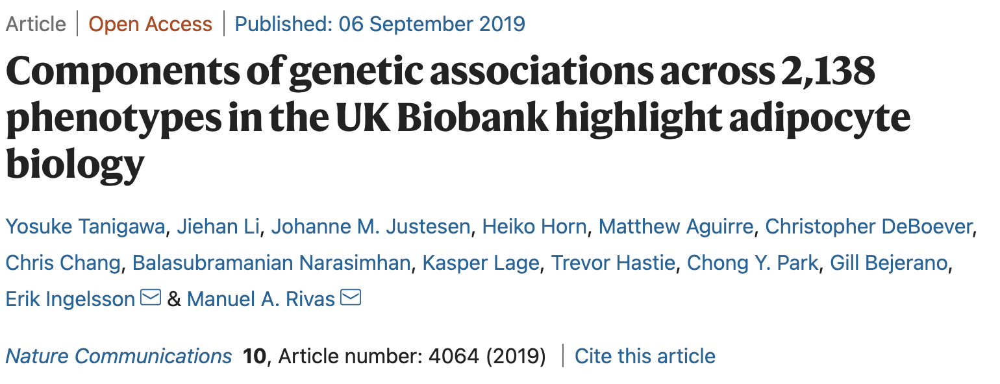 Article | Open Access | Published: 06 September 2019
Components of genetic associations across 2,138
phenotypes in the UK Biobank highlight adipocyte
biology
Yosuke Tanigawa, Jiehan Li, Johanne M. Justesen, Heiko Horn, Matthew Aguirre, Christopher DeBoever,
Chris Chang, Balasubramanian Narasimhan, Kasper Lage, Trevor Hastie, Chong Y. Park, Gill Bejerano,
Erik Ingelsson & Manuel A. Rivas
Nature Communications 10, Article number: 4064 (2019) | Cite this article